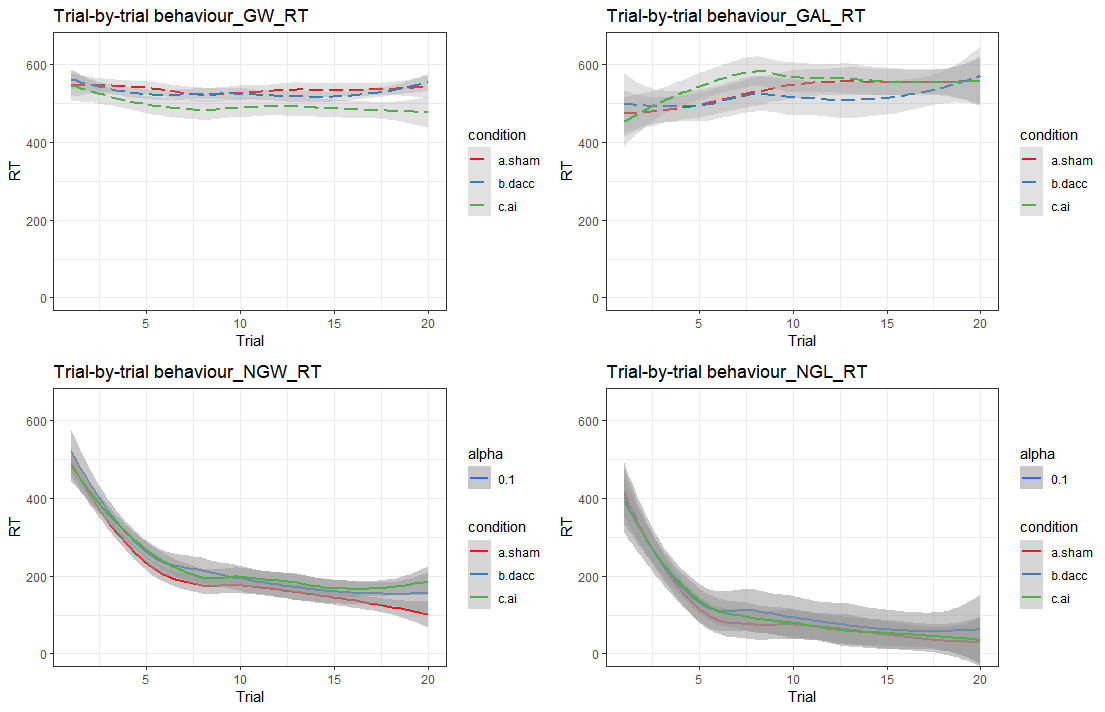 Trial-by-trial behaviour_GW_RT
RT
600
400
200
0
5 10 15 20
Trial
condition
a.sham
b.dacc
c.ai
Trial-by-trial behaviour_GAL_RT
RT
600
400
200
0
5 10 15 20
Trial
condition
a.sham
b.dacc
c.ai
Trial-by-trial behaviour_NGW_RT
RT
600
400
200
0
5 10 15 20
Trial
alpha
0.1
condition
a.sham
b.dacc
c.ai
Trial-by-trial behaviour_NGL_RT
RT
600
400
200
0
5 10 15 20
Trial
alpha
0.1
condition
a.sham
b.dacc
c.ai